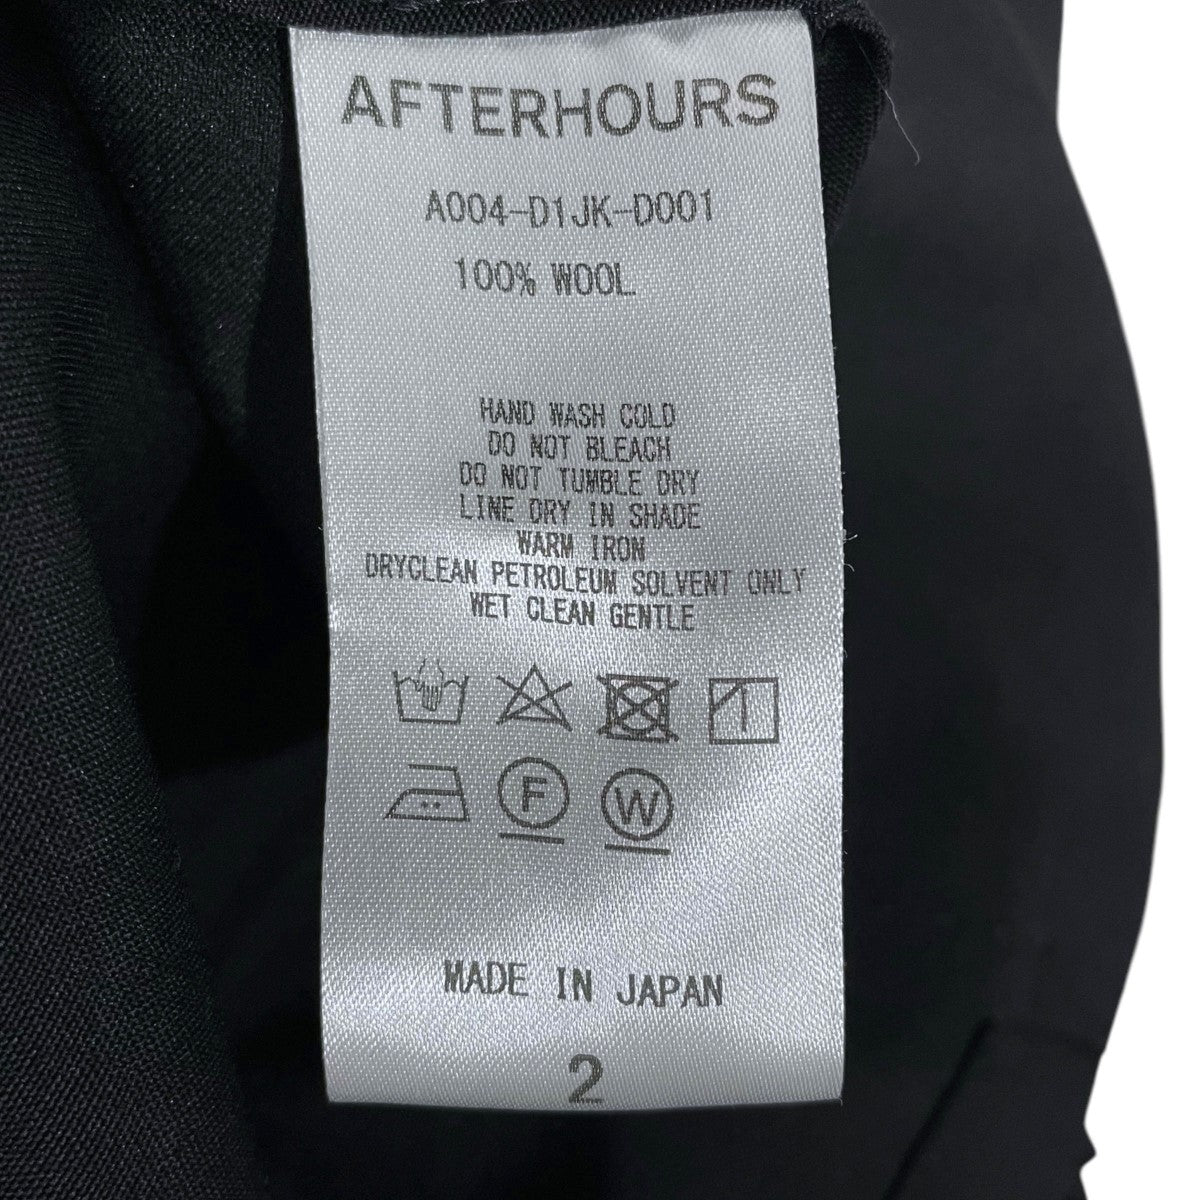 AFTERHOURS
A004-D1JK-D001
100% WOOL
HAND WASH COLD
DO NOT BLEACH
DO NOT TUMBLE DRY
LINE DRY IN SHADE
WARM IRON
DRYCLEAN PETROLEUM SOLVENT ONLY
WET CLEAN GENTLE
F W
MADE IN JAPAN
2